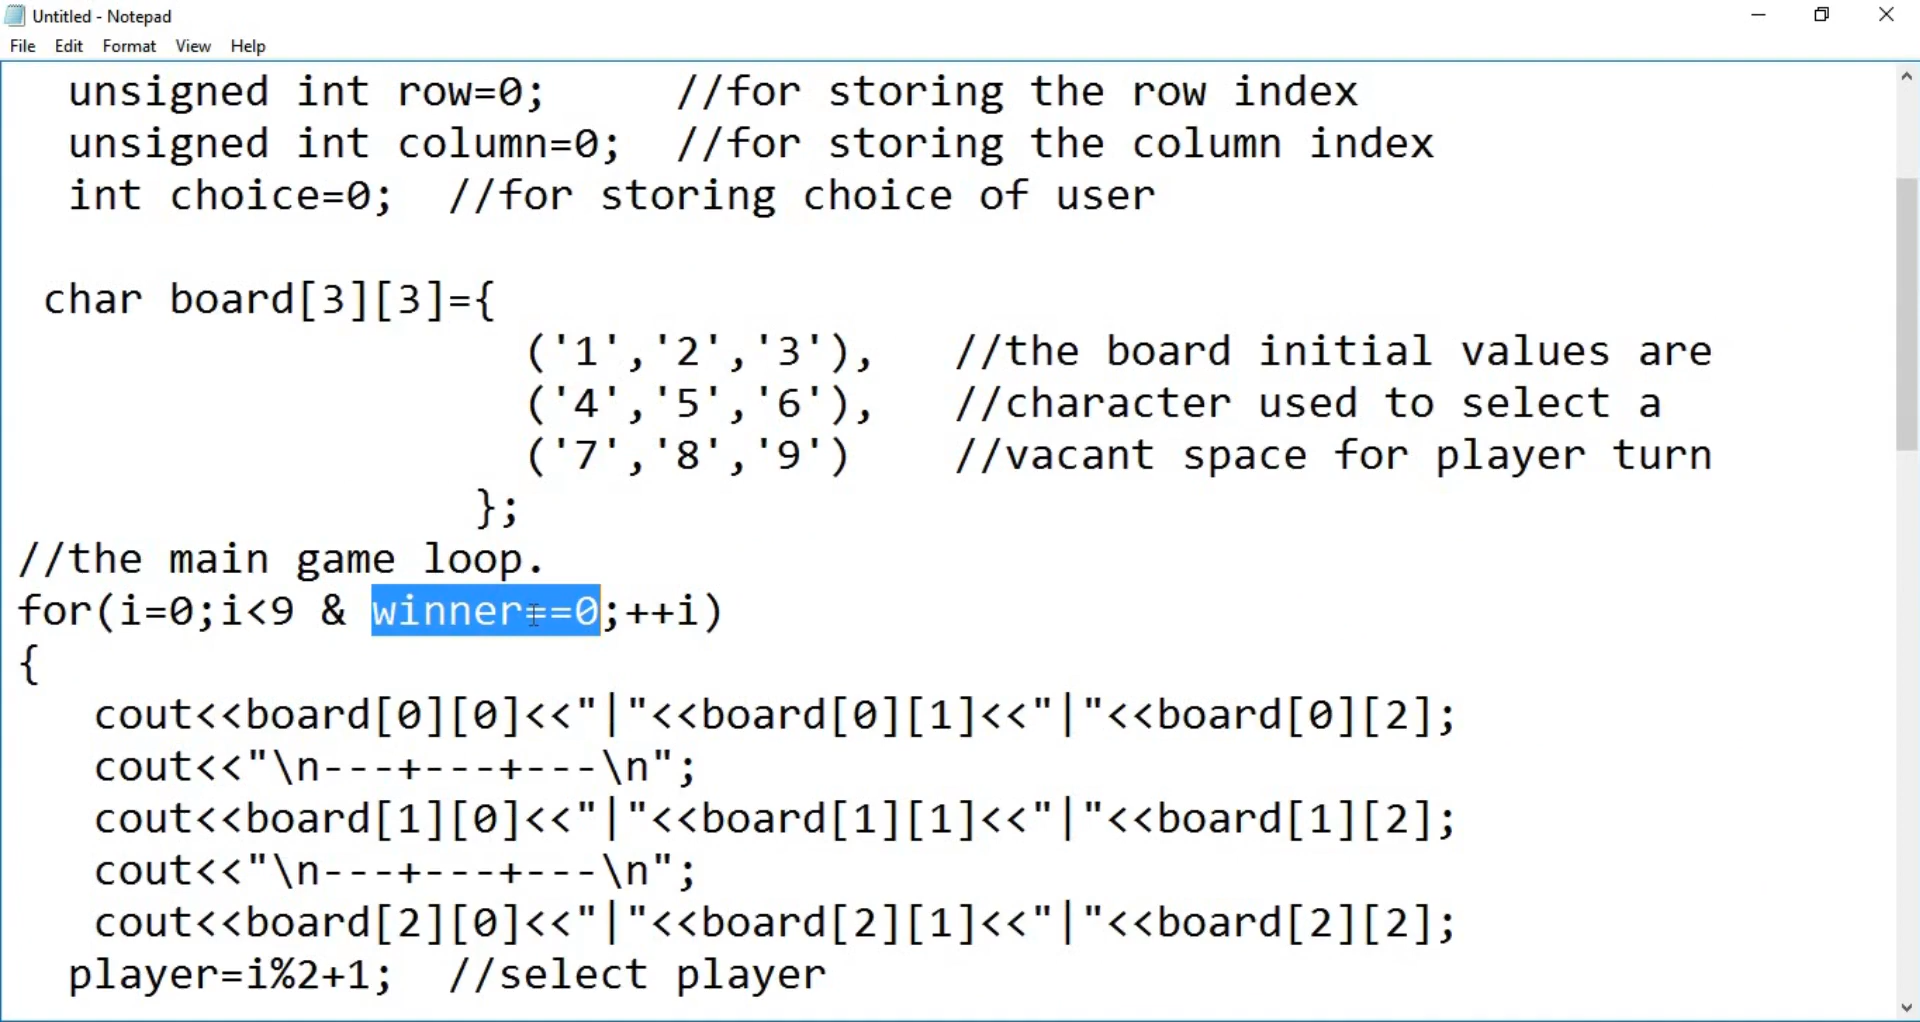 Untitled - Notepad
File Edit Format View Help
unsigned int row=0; //for storing the row index
unsigned int column=0; //for storing the column index
int choice=0; //for storing choice of user
char board[3][3]={
('1','2','3'), //the board initial values are
('4','5','6'), //character used to select a
('7','8','9') //vacant space for player turn
};
//the main game loop.
for(i=0;i<9 & winner==0;++i)
{
cout<<board[0][0]<<"|"<<board[0][1]<<"|"<<board[0][2];
cout<<"\n---+---+---\n";
cout<<board[1][0]<<"|"<<board[1][1]<<"|"<<board[1][2];
cout<<"\n---+---+---\n";
cout<<board[2][0]<<"|"<<board[2][1]<<"|"<<board[2][2];
player=i%2+1; //select player